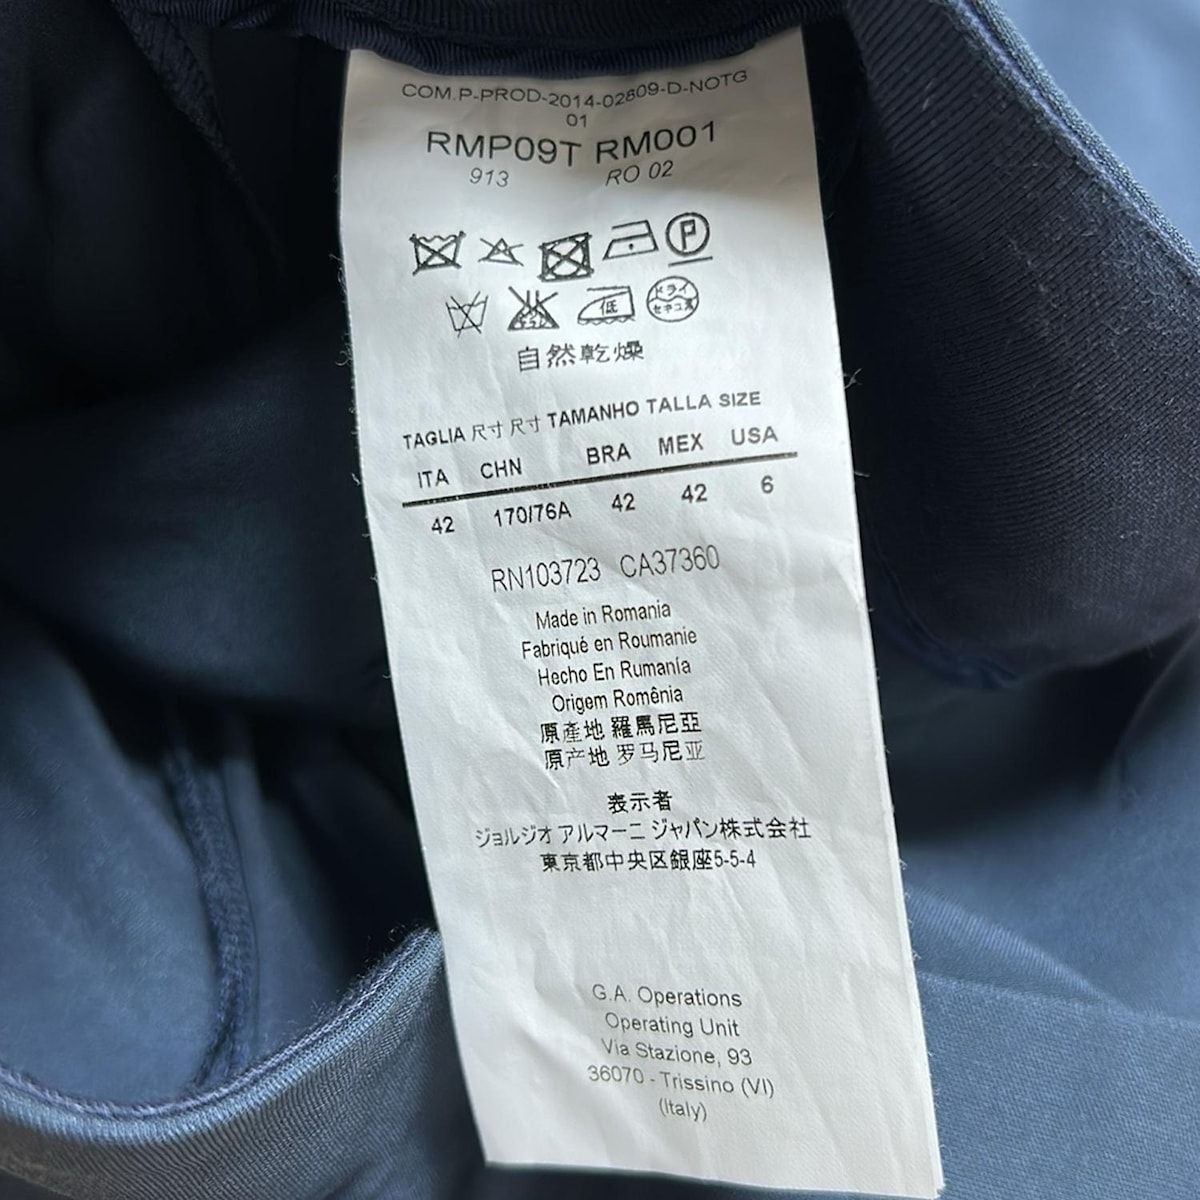 COM.P-PROD-2014-02809-D-NOTG
01
RMP09T RM001
913 RO 02
P
低
ドライ
セキユ系
自然乾燥
TAGLIA 尺寸 尺寸 TAMANHO TALLA SIZE
ITA CHN BRA MEX USA
42 170/76A 42 42 6
RN103723 CA37360
Made in Romania
Fabriqué en Roumanie
Hecho En Rumanía
Origem Romênia
原產地 羅馬尼亞
原产地 罗马尼亚
表示者
ジョルジオ アルマーニ ジャパン株式会社
東京都中央区銀座5-5-4
G.A. Operations
Operating Unit
Via Stazione, 93
36070 - Trissino (VI)
(Italy)